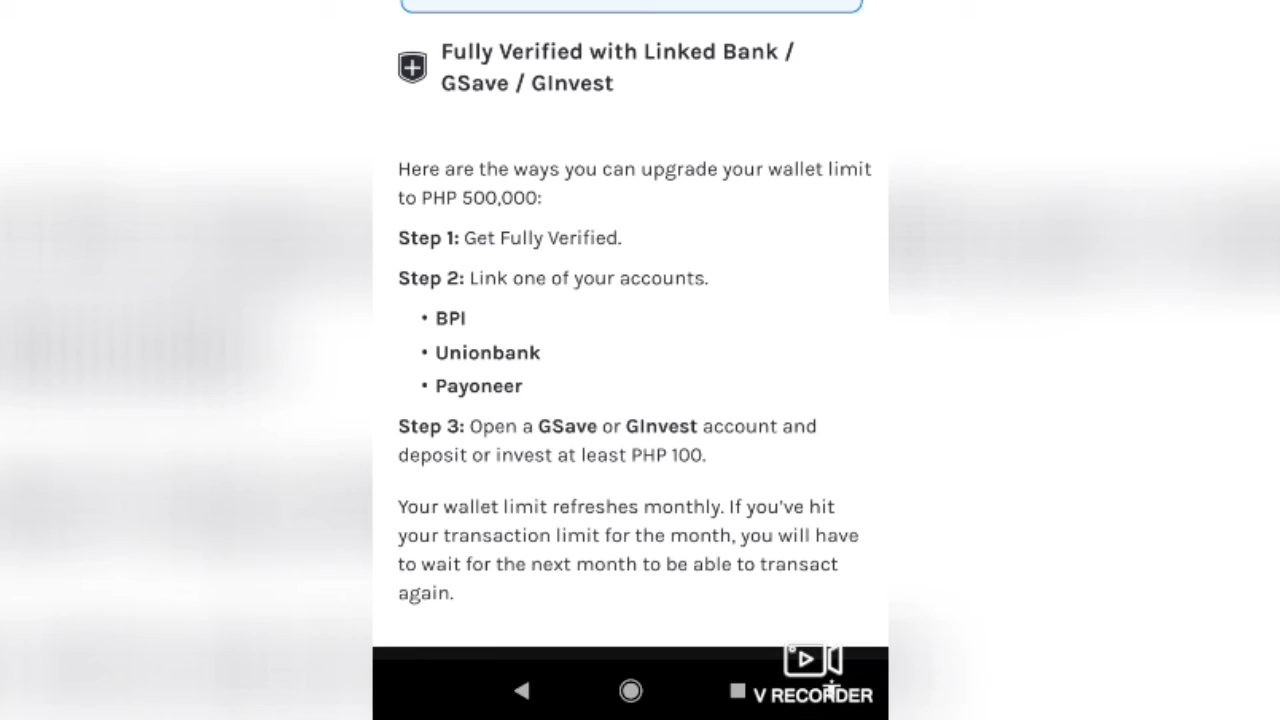 Fully Verified with Linked Bank /
GSave / GInvest
Here are the ways you can upgrade your wallet limit
to PHP 500,000:
Step 1: Get Fully Verified.
Step 2: Link one of your accounts.
• BPI
• Unionbank
• Payoneer
Step 3: Open a GSave or GInvest account and
deposit or invest at least PHP 100.
Your wallet limit refreshes monthly. If you've hit
your transaction limit for the month, you will have
to wait for the next month to be able to transact
again.
V RECORDER